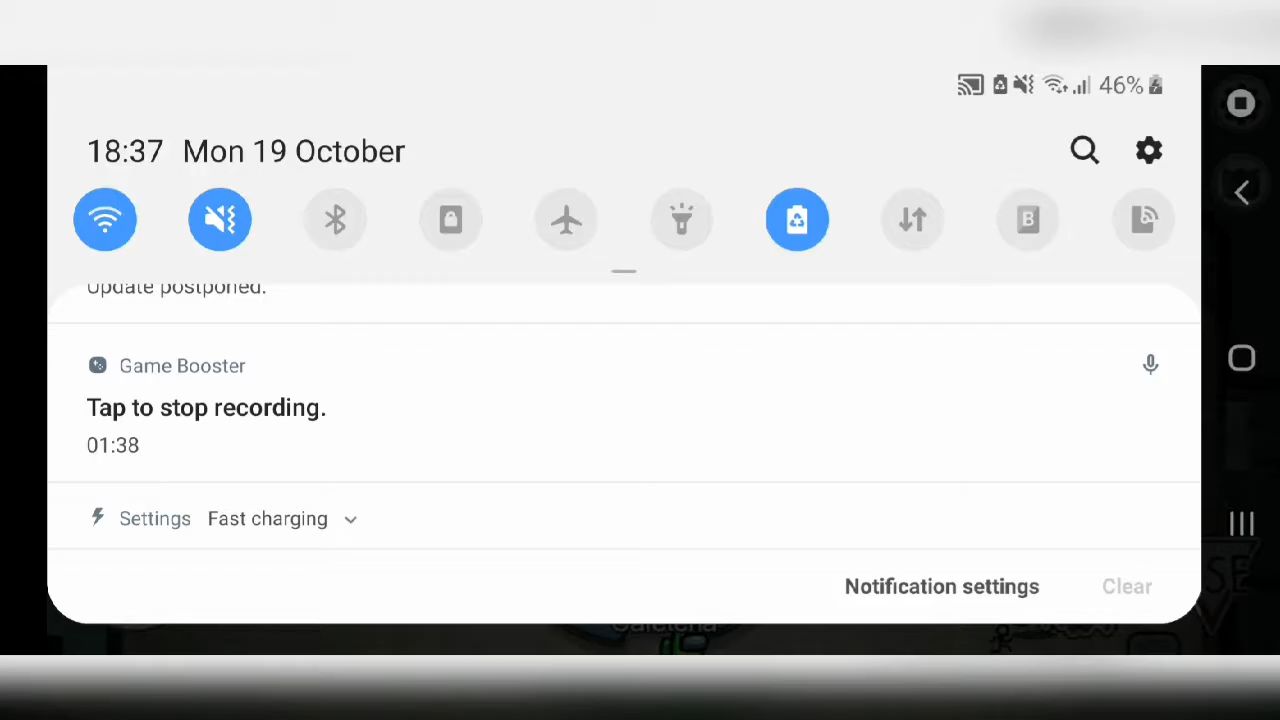 46%
18:37 Mon 19 October
Update postponed.
Game Booster
Tap to stop recording.
01:38
Settings Fast charging
Notification settings Clear
Cafeteria